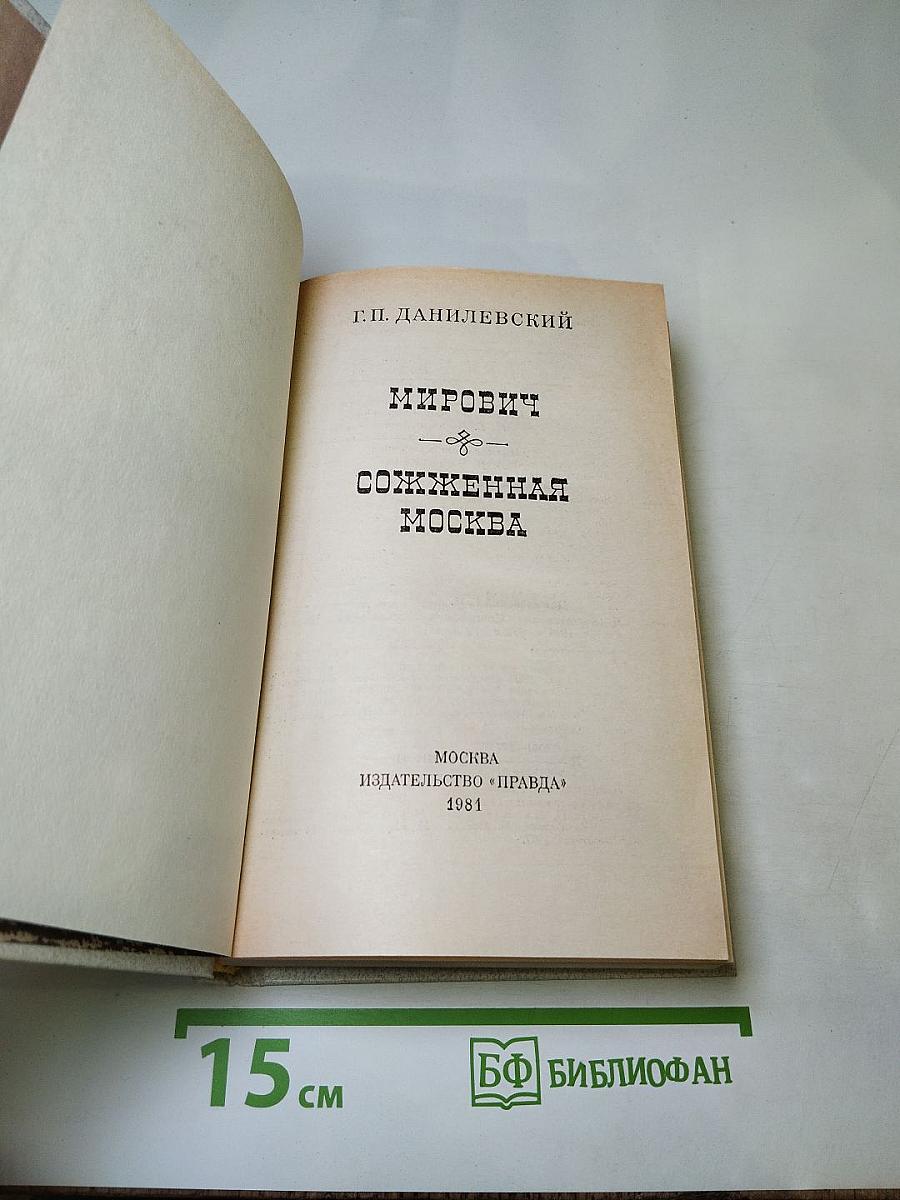 Г.П. ДАНИЛЕВСКИЙ
МИРОВИЧ
СОЖЖЕННАЯ
МОСКВА
МОСКВА
ИЗДАТЕЛЬСТВО «ПРАВДА»
1981
15 см
БФ БИБЛИОФАН